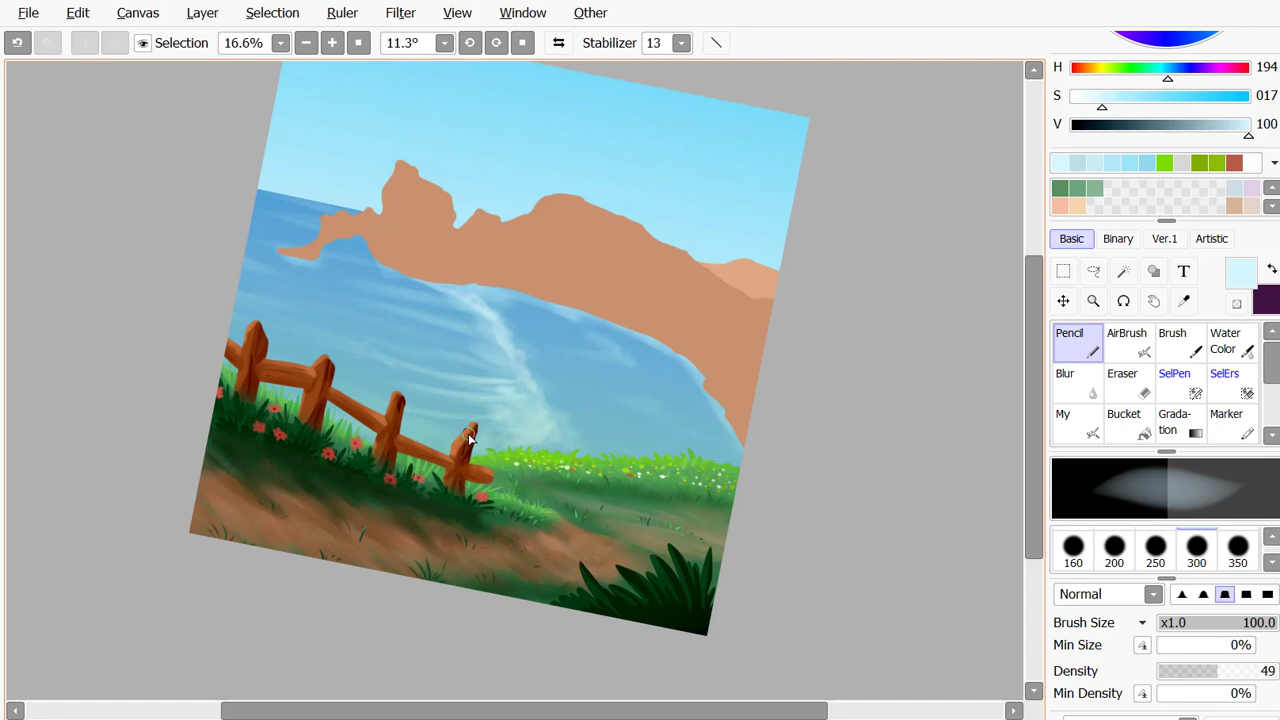 File Edit Canvas Layer Selection Ruler Filter View Window Other
Selection 16.6% 11.3° Stabilizer 13
H 194
S 017
V 100
Basic Binary Ver.1 Artistic
T
Pencil AirBrush Brush Water Color
Blur Eraser SelPen SelErs
My Bucket Grada-tion Marker
160 200 250 300 350
Normal
Brush Size x1.0 100.0
Min Size 0%
Density 49
Min Density 0%